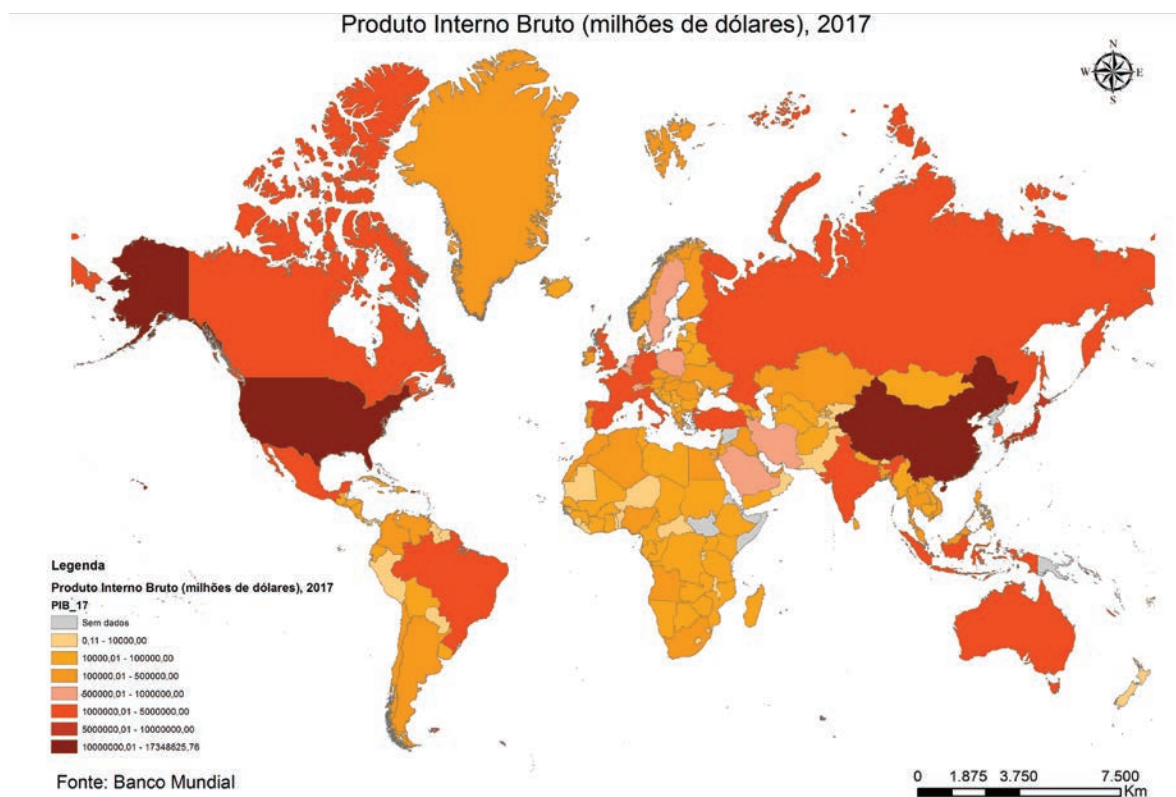 Produto Interno Bruto (milhões de dólares), 2017
N
W E
S
Legenda
Produto Interno Bruto (milhões de dólares), 2017
PIB_17
Sem dados
0,11 - 10000,00
10000,01 - 100000,00
100000,01 - 500000,00
500000,01 - 1000000,00
1000000,01 - 5000000,00
5000000,01 - 10000000,00
10000000,01 - 17348625,76
Fonte: Banco Mundial
0 1.875 3.750 7.500
Km